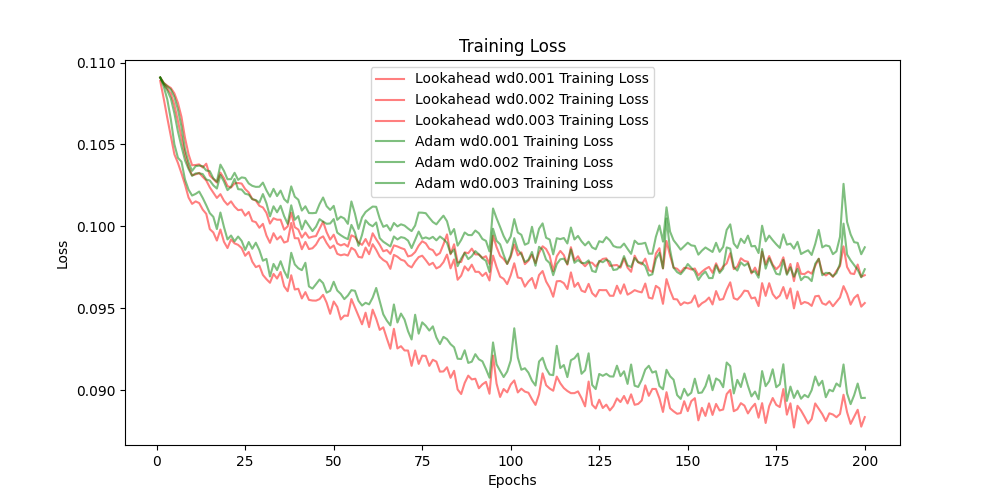 Training Loss
0.110
0.105
0.100
0.095
0.090
Loss
Lookahead wd0.001 Training Loss
Lookahead wd0.002 Training Loss
Lookahead wd0.003 Training Loss
Adam wd0.001 Training Loss
Adam wd0.002 Training Loss
Adam wd0.003 Training Loss
0 25 50 75 100 125 150 175 200
Epochs